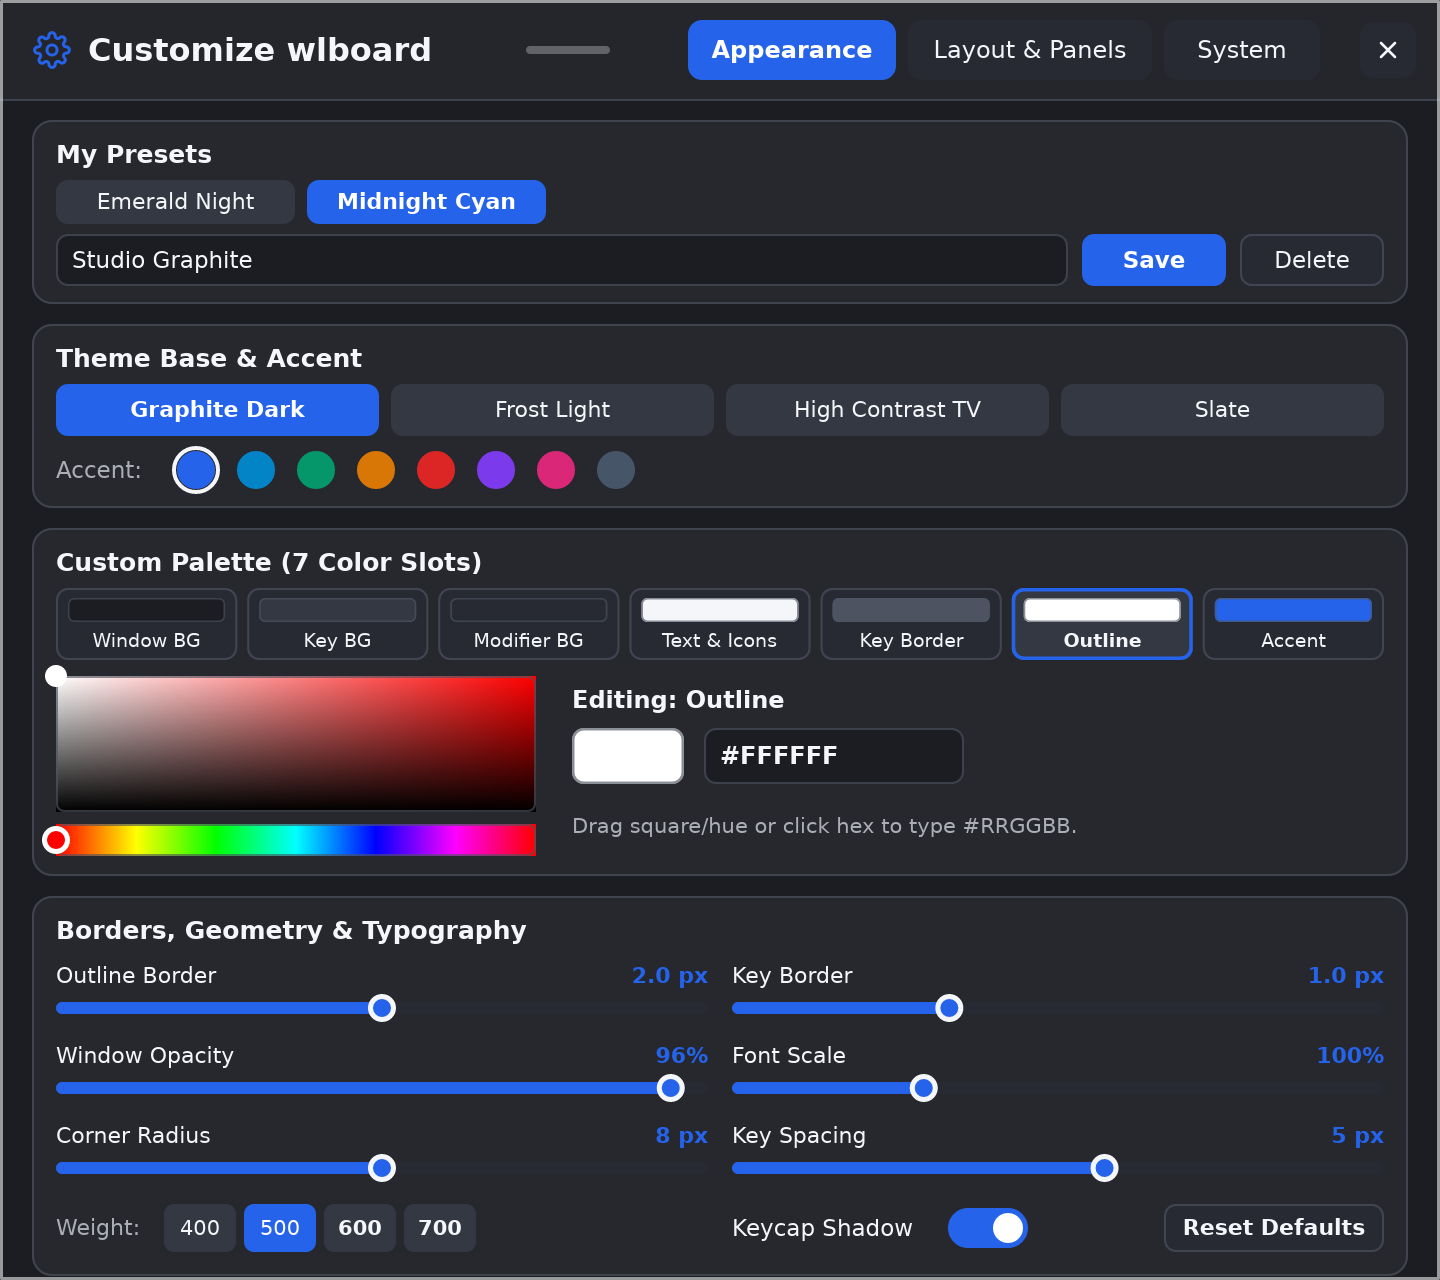 Customize wlboard
Appearance
Layout & Panels
System
My Presets
Emerald Night
Midnight Cyan
Studio Graphite
Save
Delete
Theme Base & Accent
Graphite Dark
Frost Light
High Contrast TV
Slate
Accent:
Custom Palette (7 Color Slots)
Window BG
Key BG
Modifier BG
Text & Icons
Key Border
Outline
Accent
Editing: Outline
#FFFFFF
Drag square/hue or click hex to type #RRGGBB.
Borders, Geometry & Typography
Outline Border
2.0 px
Key Border
1.0 px
Window Opacity
96%
Font Scale
100%
Corner Radius
8 px
Key Spacing
5 px
Weight:
400
500
600
700
Keycap Shadow
Reset Defaults